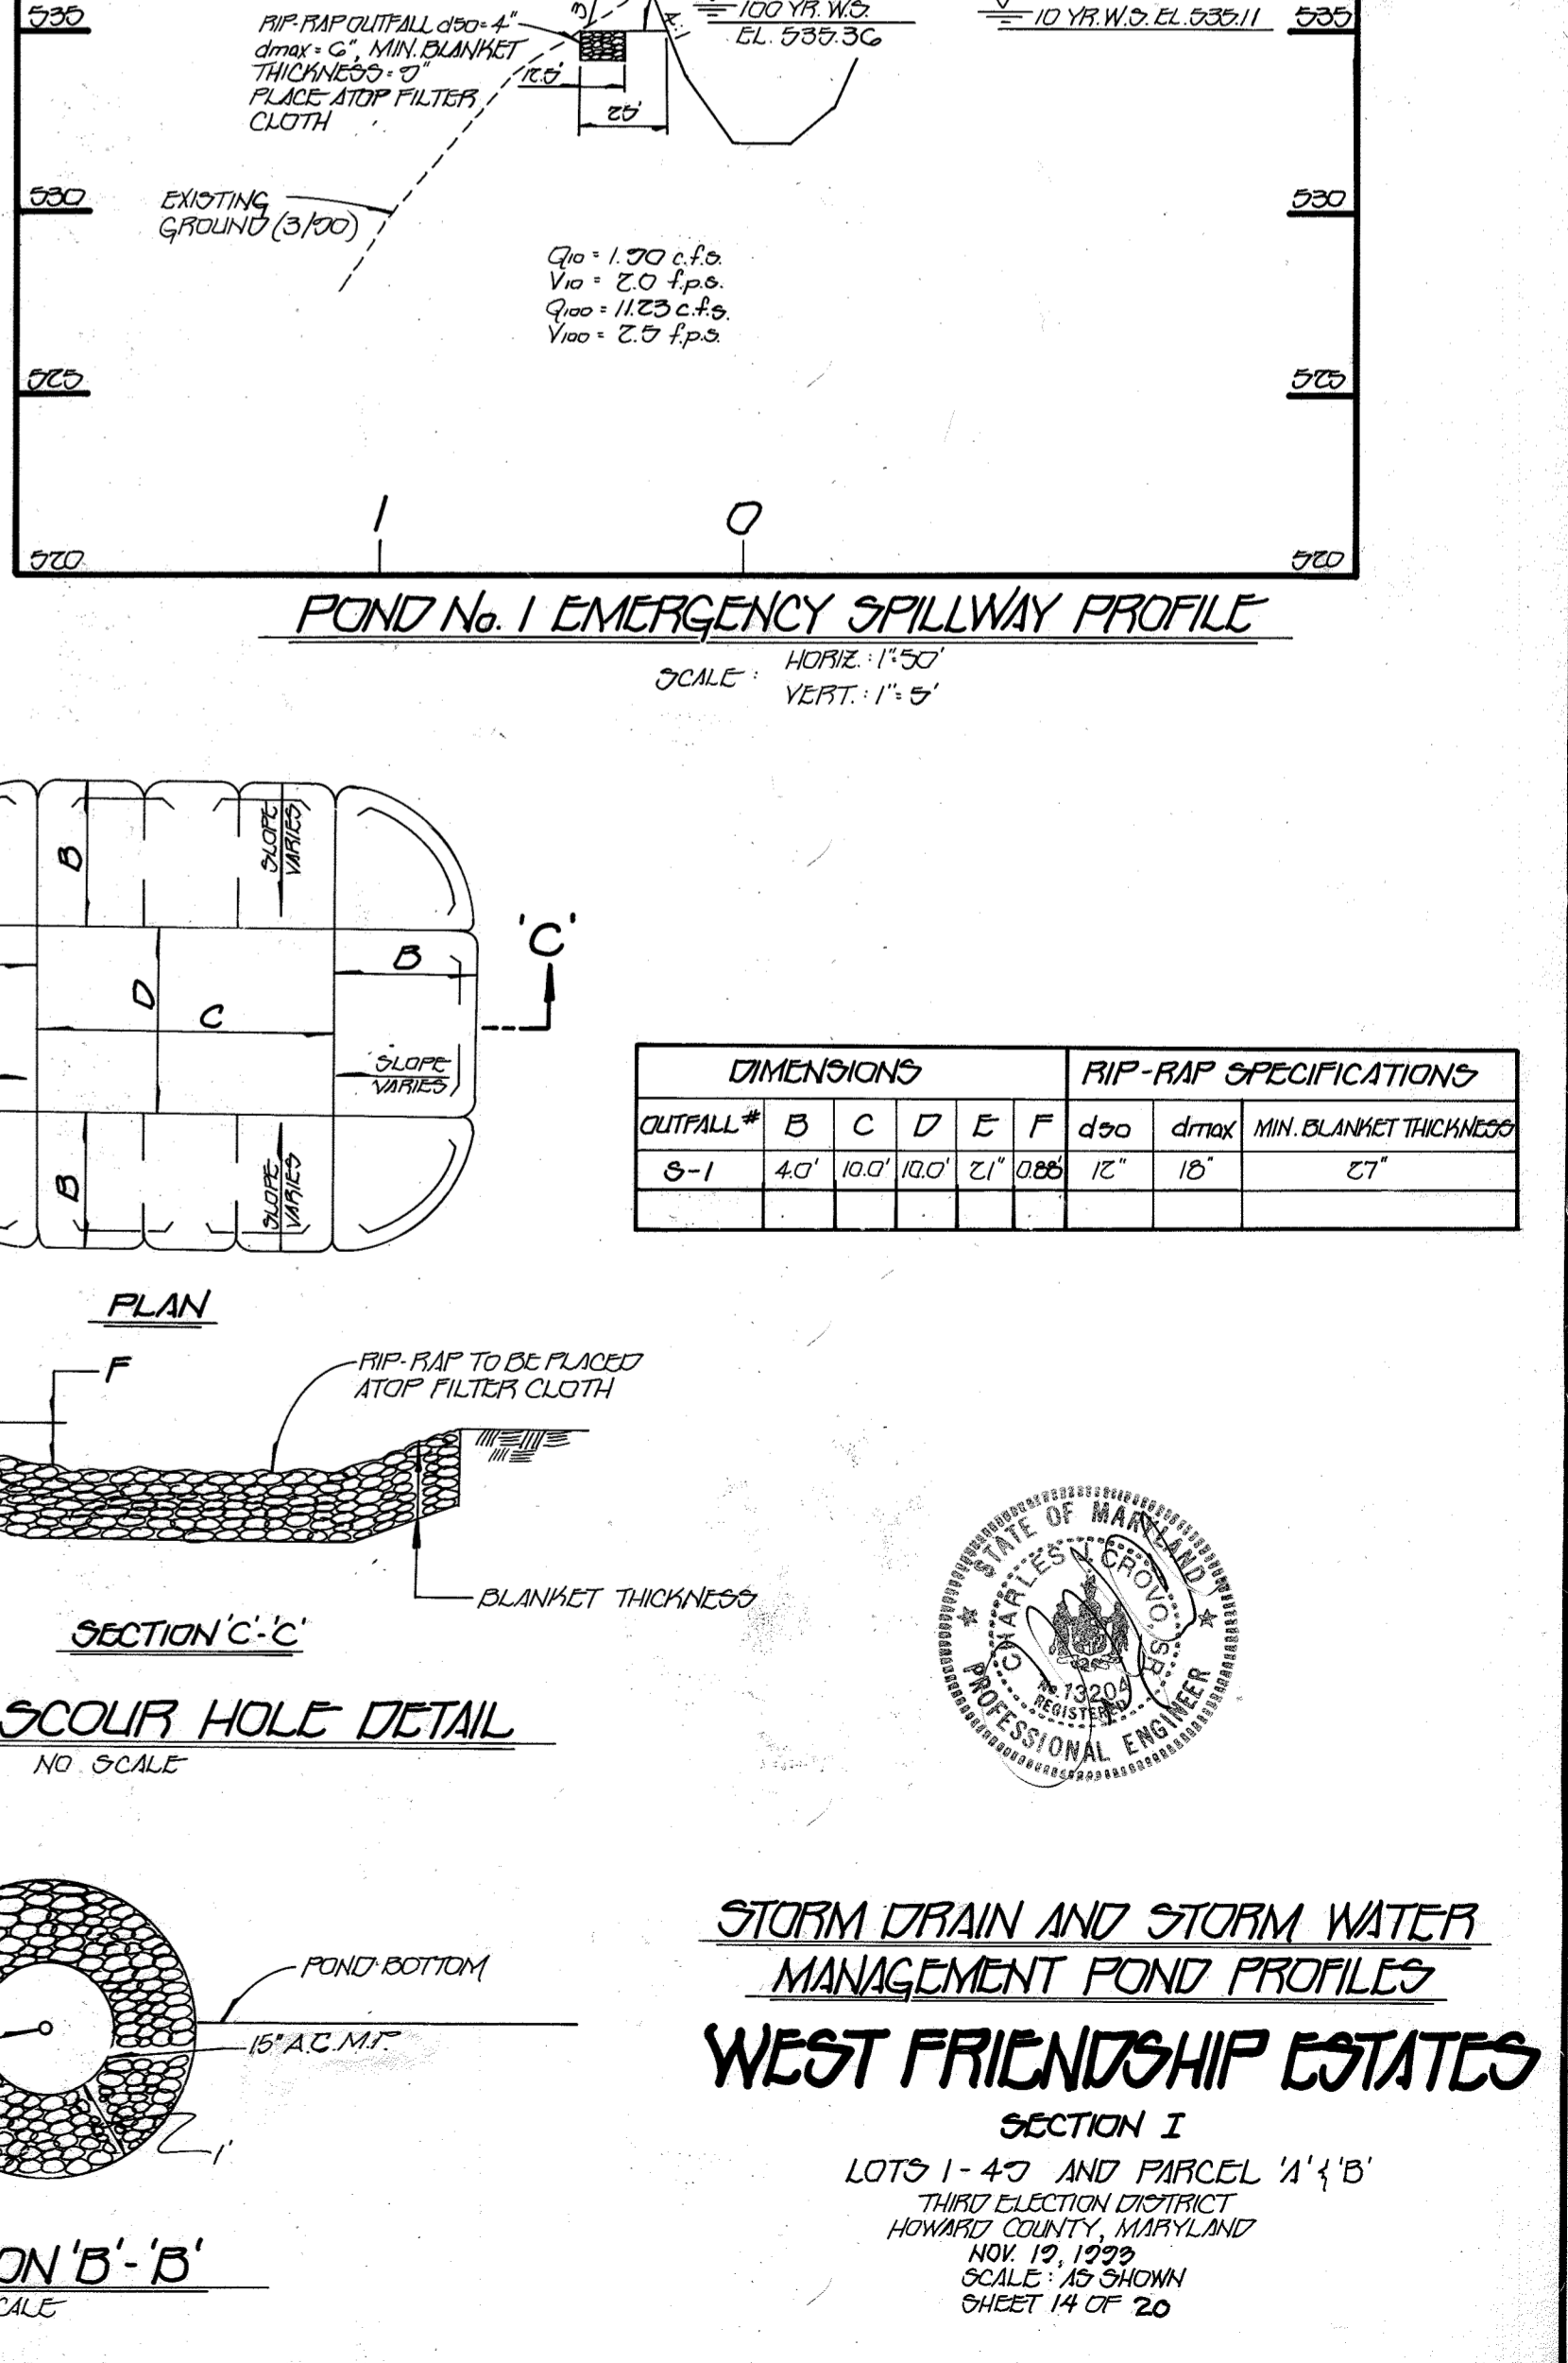 535
RIP-RAP OUTFALL d50=4"
dmax = 6", MIN. BLANKET
THICKNESS = 9"
PLACE ATOP FILTER
CLOTH
3
100 YR. W.S.
EL. 535.36
10 YR. W.S. EL. 535.11
535
12.5'
25'
530
EXISTING
GROUND (3/90)
530
Q10 = 1.90 c.f.s.
V10 = 2.0 f.p.s.
Q100 = 11.23 c.f.s.
V100 = 2.5 f.p.s.
525
525
1
0
520
520
POND No. 1 EMERGENCY SPILLWAY PROFILE
SCALE :
HORIZ. : 1"=50'
VERT. : 1"= 5'
B
SLOPE
VARIES
'C'
B
D
C
SLOPE
VARIES
B
SLOPE
VARIES
DIMENSIONS
RIP-RAP SPECIFICATIONS
OUTFALL # B C D E F d50 dmax MIN. BLANKET THICKNESS
S-1 4.0' 10.0' 10.0' 21" 0.88' 12" 18" 27"
PLAN
F
RIP-RAP TO BE PLACED
ATOP FILTER CLOTH
BLANKET THICKNESS
SECTION 'C'-'C'
SCOUR HOLE DETAIL
NO SCALE
STATE OF MARYLAND
CHARLES J. CROVO, SR.
No. 13204
REGISTERED
PROFESSIONAL ENGINEER
POND BOTTOM
15" A.C.M.P.
1'
ON 'B'-'B'
CALE
STORM DRAIN AND STORM WATER
MANAGEMENT POND PROFILES
WEST FRIENDSHIP ESTATES
SECTION I
LOTS 1-49 AND PARCEL 'A' & 'B'
THIRD ELECTION DISTRICT
HOWARD COUNTY, MARYLAND
NOV. 19, 1993
SCALE : AS SHOWN
SHEET 14 OF 20